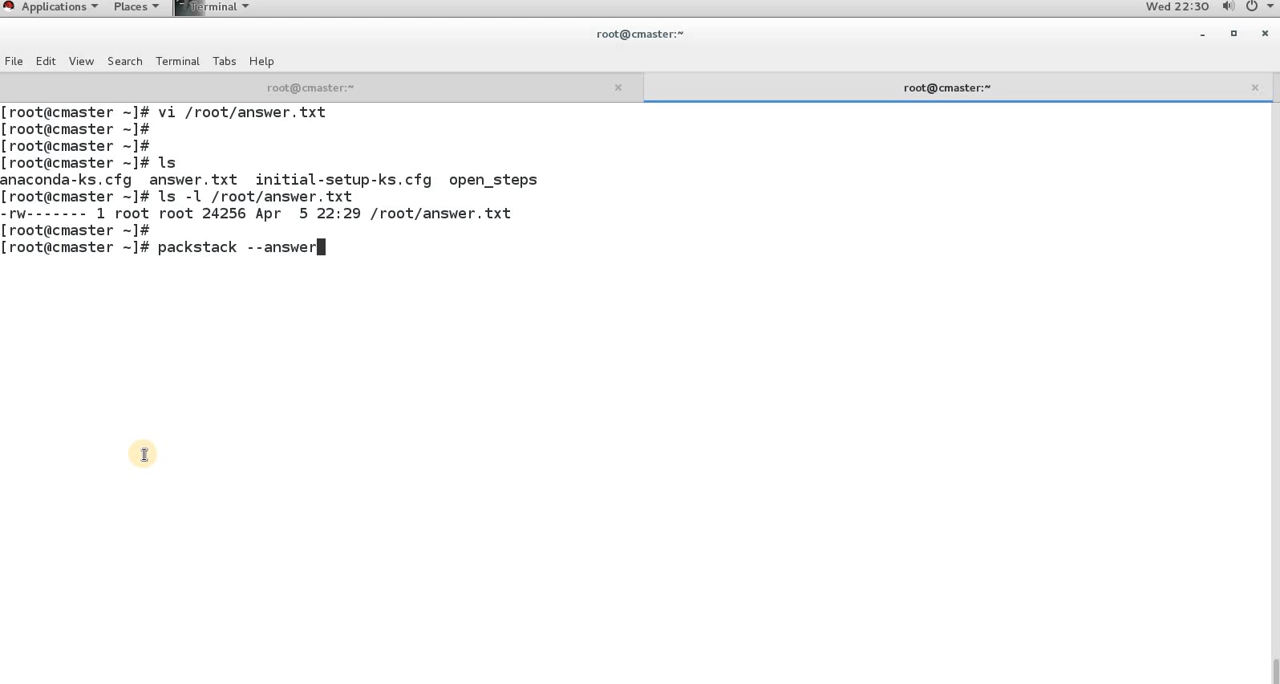 Applications Places Terminal Wed 22:30
root@cmaster:~
File Edit View Search Terminal Tabs Help
root@cmaster:~ × root@cmaster:~ ×
[root@cmaster ~]# vi /root/answer.txt
[root@cmaster ~]#
[root@cmaster ~]#
[root@cmaster ~]# ls
anaconda-ks.cfg answer.txt initial-setup-ks.cfg open_steps
[root@cmaster ~]# ls -l /root/answer.txt
-rw------- 1 root root 24256 Apr 5 22:29 /root/answer.txt
[root@cmaster ~]#
[root@cmaster ~]# packstack --answer